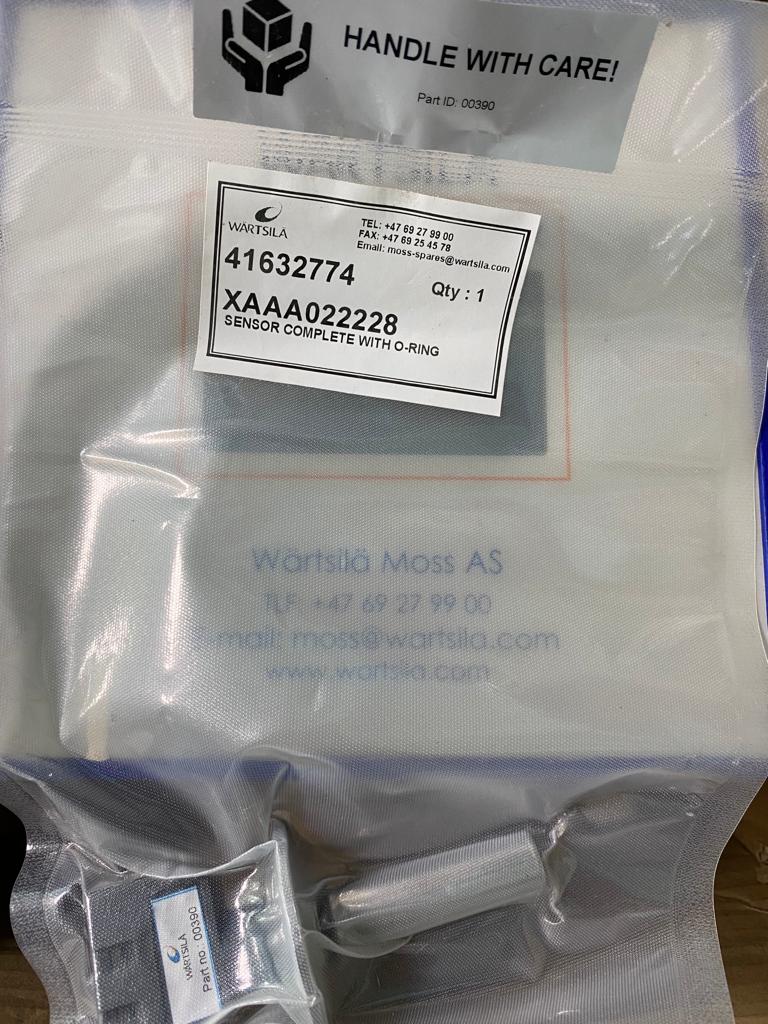 HANDLE WITH CARE!
Part ID: 00390
WÄRTSILÄ
TEL: +47 69 27 99 00
FAX: +47 69 25 45 78
Email: moss-spares@wartsila.com
41632774
Qty : 1
XAAA022228
SENSOR COMPLETE WITH O-RING
Wärtsilä Moss AS
TLF: +47 69 27 99 00
E-mail: moss@wartsila.com
www.wartsila.com
WÄRTSILÄ
Part no.: 00390